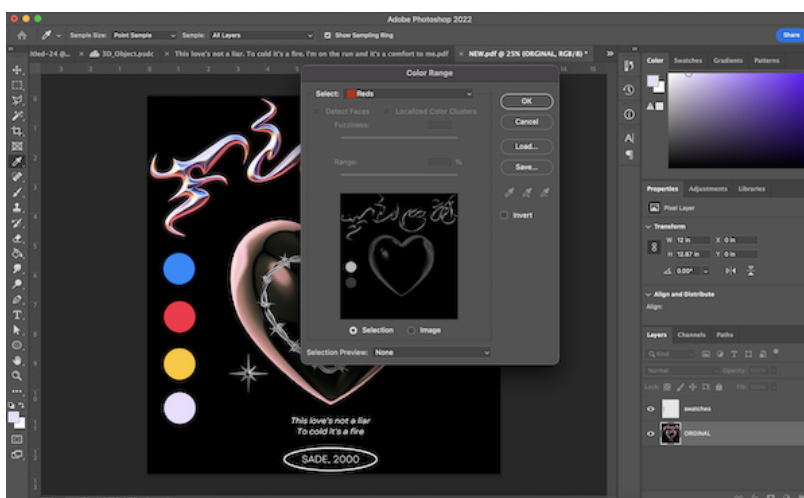 Adobe Photoshop 2022
Sample Size: Point Sample
Sample: All Layers
Show Sampling Ring
Share
3D_Object.psdc
This love's not a liar. To cold it's a fire. I'm on the run and it's a comfort to me.pdf
NEW.pdf @ 25% (ORGINAL, RGB/8) *
Color Range
Select: Reds
Detect Faces
Localized Color Clusters
Fuzziness:
Range:
%
OK
Cancel
Load...
Save...
Invert
Selection
Image
Selection Preview: None
This love's not a liar
To cold it's a fire
SADE, 2000
Color
Swatches
Gradients
Patterns
Properties
Adjustments
Libraries
Pixel Layer
Transform
W 12 in
X 0 in
H 12.87 in
Y 0 in
0.00°
Align and Distribute
Align:
Layers
Channels
Paths
Kind
Normal
Opacity: 100%
Lock:
Fill: 100%
swatches
ORGINAL